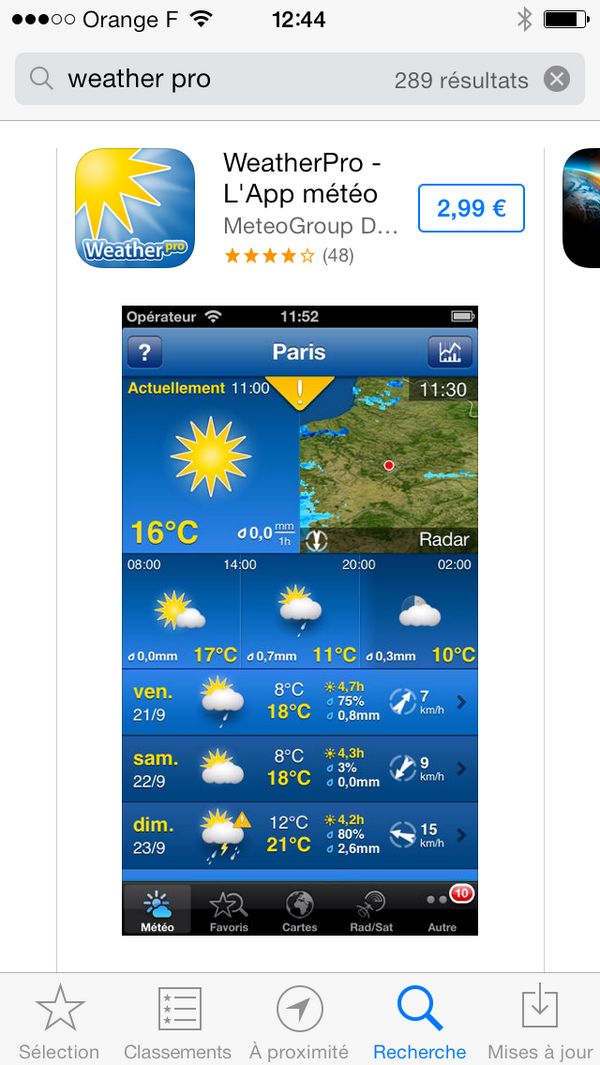 Orange F 12:44
weather pro 289 résultats
Weather pro
WeatherPro -
L'App météo
MeteoGroup D...
(48)
2,99 €
Opérateur 11:52
? Paris
Actuellement 11:00 ! 11:30
16°C 0,0 mm
1h
Radar
08:00 14:00 20:00 02:00
0,0mm 17°C 0,7mm 11°C 0,3mm 10°C
ven. 8°C 4,7h
21/9 18°C 75% 7 km/h
0,8mm
sam. 8°C 4,3h
22/9 18°C 3% 9 km/h
0,0mm
dim. 12°C 4,2h
23/9 21°C 80% 15 km/h
2,6mm
10
Météo Favoris Cartes Rad/Sat Autre
Sélection Classements À proximité Recherche Mises à jour